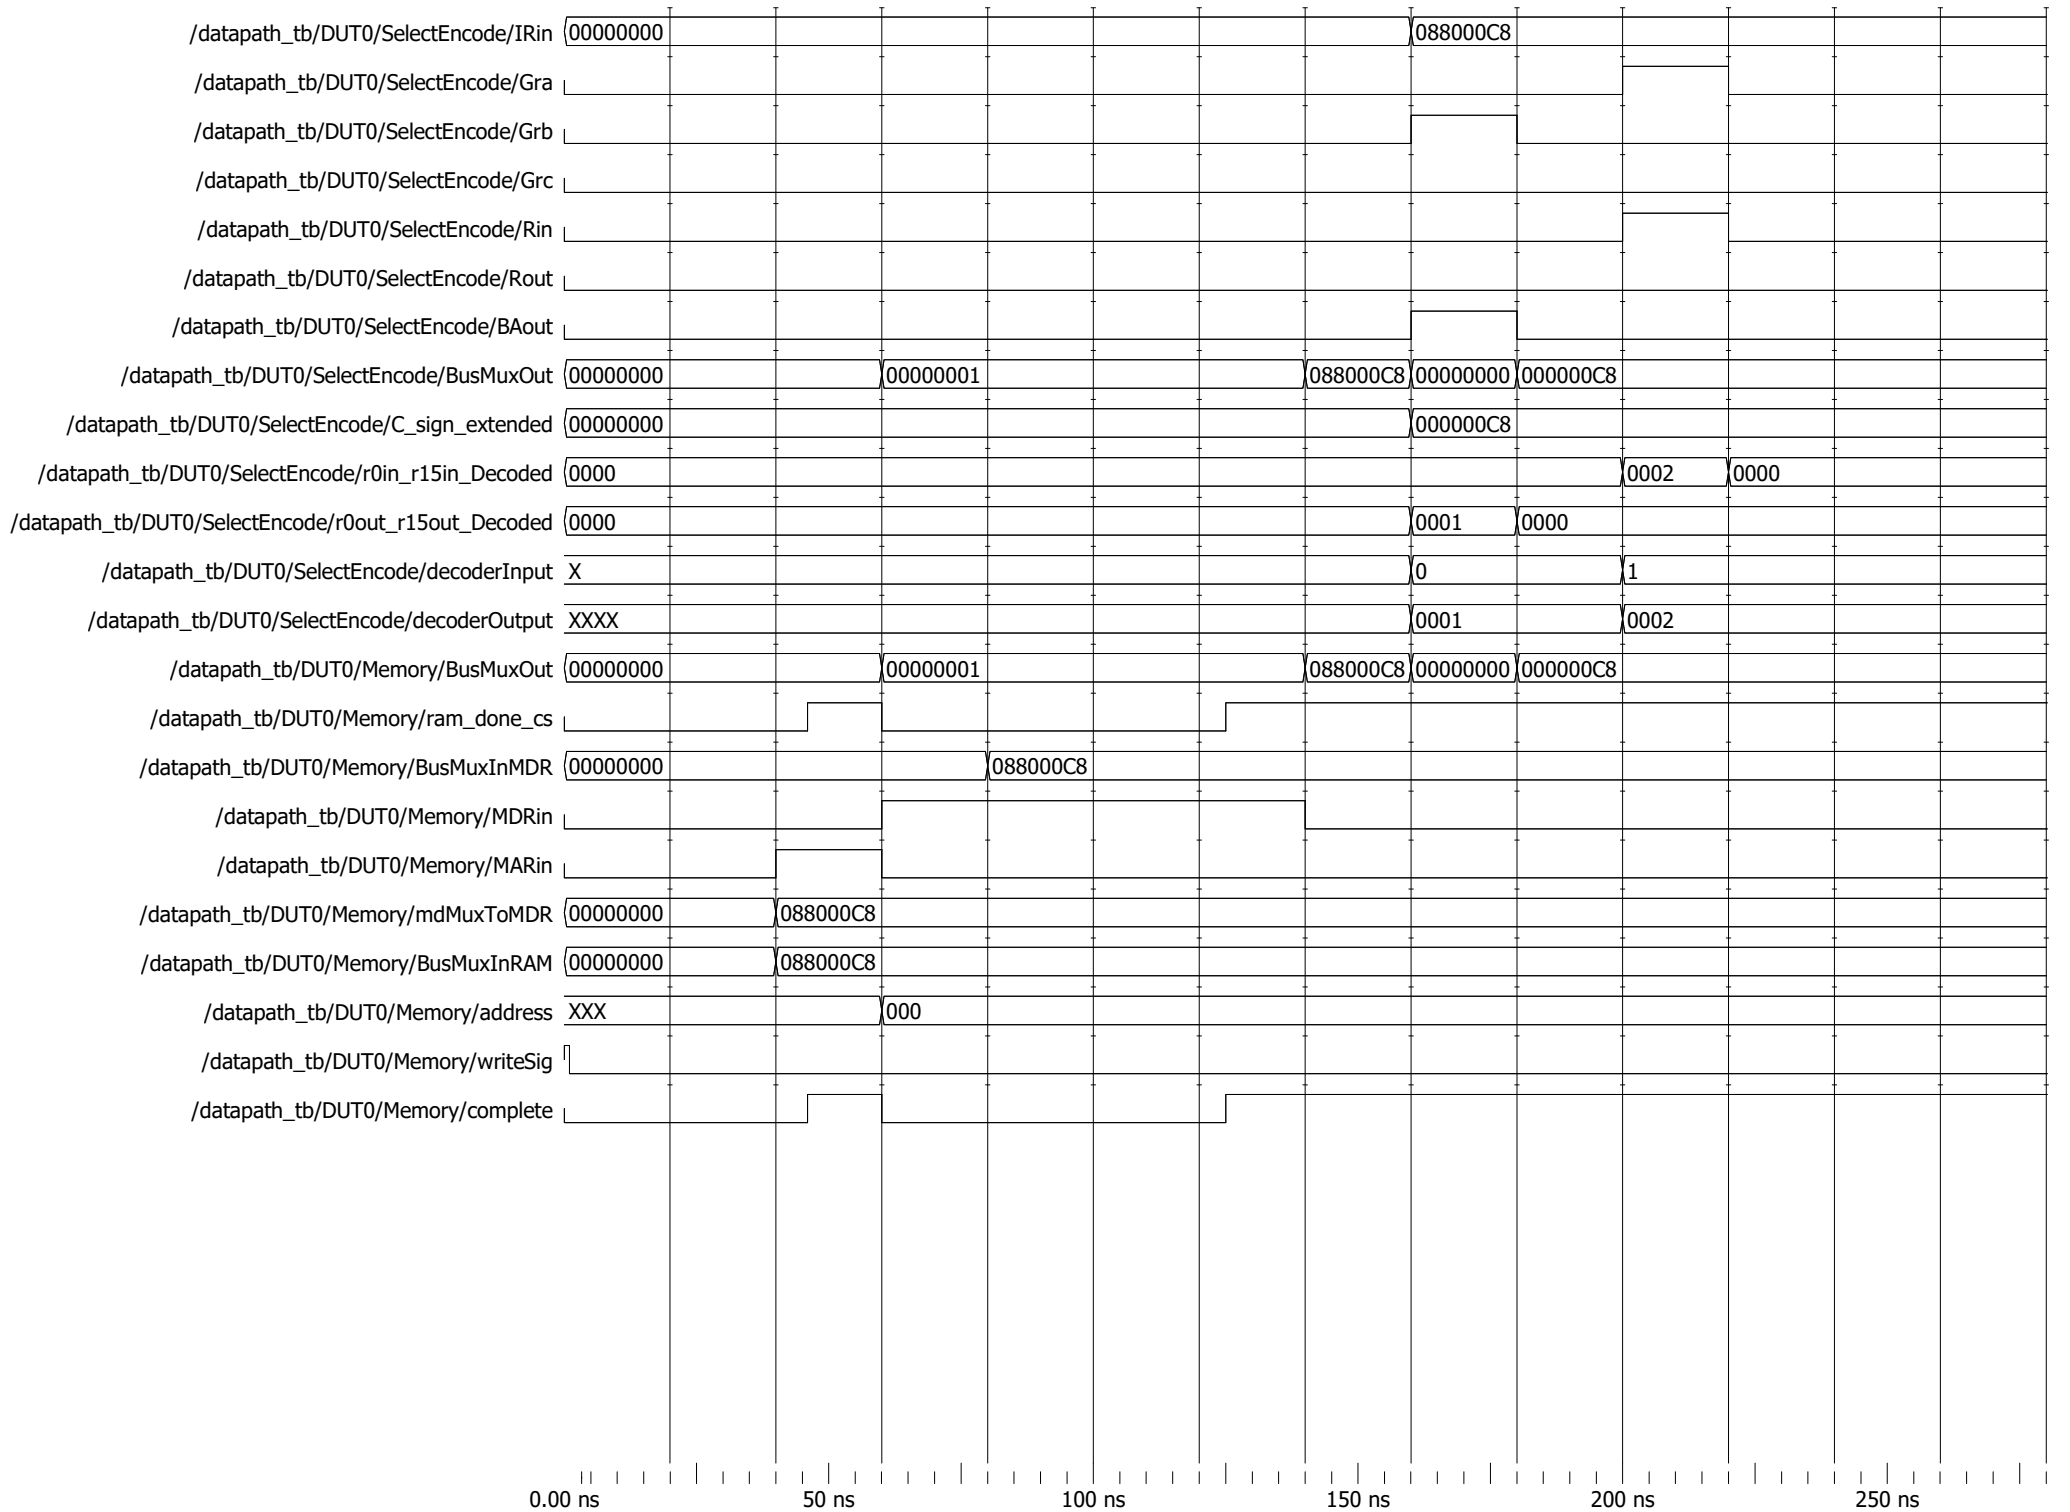 /datapath_tb/DUT0/SelectEncode/IRin 00000000 088000C8
/datapath_tb/DUT0/SelectEncode/Gra
/datapath_tb/DUT0/SelectEncode/Grb
/datapath_tb/DUT0/SelectEncode/Grc
/datapath_tb/DUT0/SelectEncode/Rin
/datapath_tb/DUT0/SelectEncode/Rout
/datapath_tb/DUT0/SelectEncode/BAout
/datapath_tb/DUT0/SelectEncode/BusMuxOut 00000000 00000001 088000C8 00000000 000000C8
/datapath_tb/DUT0/SelectEncode/C_sign_extended 00000000 000000C8
/datapath_tb/DUT0/SelectEncode/r0in_r15in_Decoded 0000 0002 0000
/datapath_tb/DUT0/SelectEncode/r0out_r15out_Decoded 0000 0001 0000
/datapath_tb/DUT0/SelectEncode/decoderInput X 0 1
/datapath_tb/DUT0/SelectEncode/decoderOutput XXXX 0001 0002
/datapath_tb/DUT0/Memory/BusMuxOut 00000000 00000001 088000C8 00000000 000000C8
/datapath_tb/DUT0/Memory/ram_done_cs
/datapath_tb/DUT0/Memory/BusMuxInMDR 00000000 088000C8
/datapath_tb/DUT0/Memory/MDRin
/datapath_tb/DUT0/Memory/MARin
/datapath_tb/DUT0/Memory/mdMuxToMDR 00000000 088000C8
/datapath_tb/DUT0/Memory/BusMuxInRAM 00000000 088000C8
/datapath_tb/DUT0/Memory/address XXX 000
/datapath_tb/DUT0/Memory/writeSig
/datapath_tb/DUT0/Memory/complete
0.00 ns 50 ns 100 ns 150 ns 200 ns 250 ns